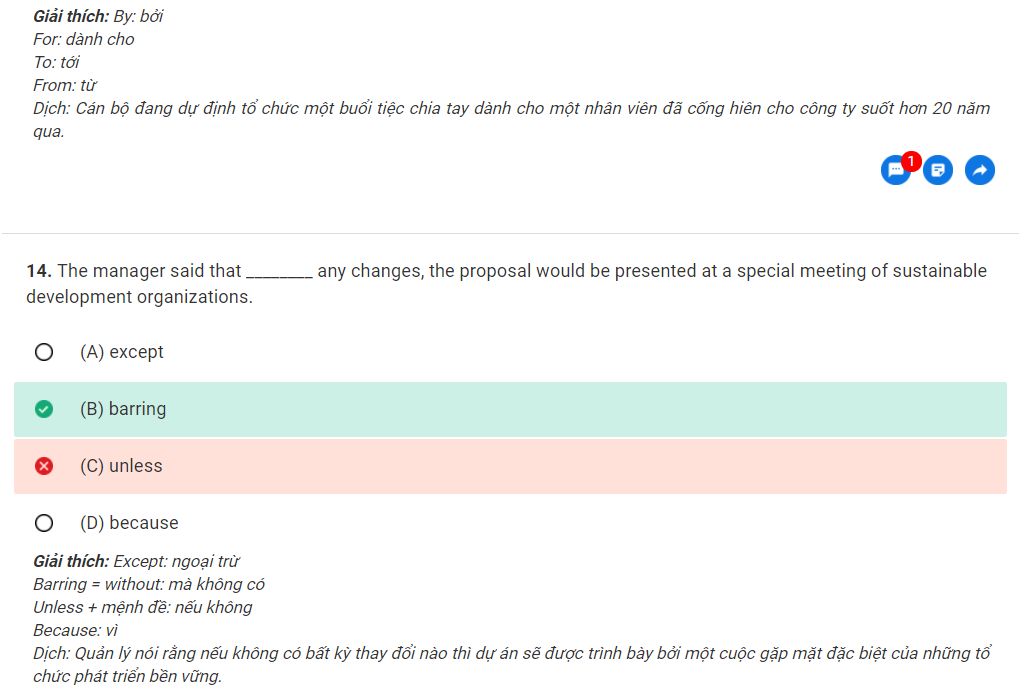 Giải thích: By: bởi
For: dành cho
To: tới
From: từ
Dịch: Cán bộ đang dự định tổ chức một buổi tiệc chia tay dành cho một nhân viên đã cống hiên cho công ty suốt hơn 20 năm
qua.
1
14. The manager said that ________ any changes, the proposal would be presented at a special meeting of sustainable
development organizations.
(A) except
(B) barring
(C) unless
(D) because
Giải thích: Except: ngoại trừ
Barring = without: mà không có
Unless + mệnh đề: nếu không
Because: vì
Dịch: Quản lý nói rằng nếu không có bất kỳ thay đổi nào thì dự án sẽ được trình bày bởi một cuộc gặp mặt đặc biệt của những tổ
chức phát triển bền vững.